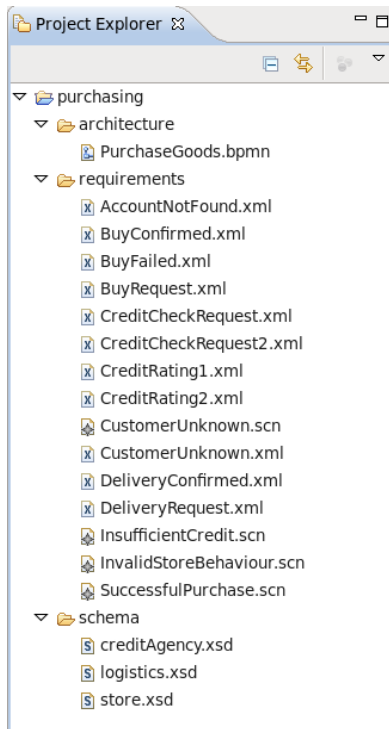 Project Explorer
purchasing
architecture
PurchaseGoods.bpmn
requirements
AccountNotFound.xml
BuyConfirmed.xml
BuyFailed.xml
BuyRequest.xml
CreditCheckRequest.xml
CreditCheckRequest2.xml
CreditRating1.xml
CreditRating2.xml
CustomerUnknown.scn
CustomerUnknown.xml
DeliveryConfirmed.xml
DeliveryRequest.xml
InsufficientCredit.scn
InvalidStoreBehaviour.scn
SuccessfulPurchase.scn
schema
creditAgency.xsd
logistics.xsd
store.xsd